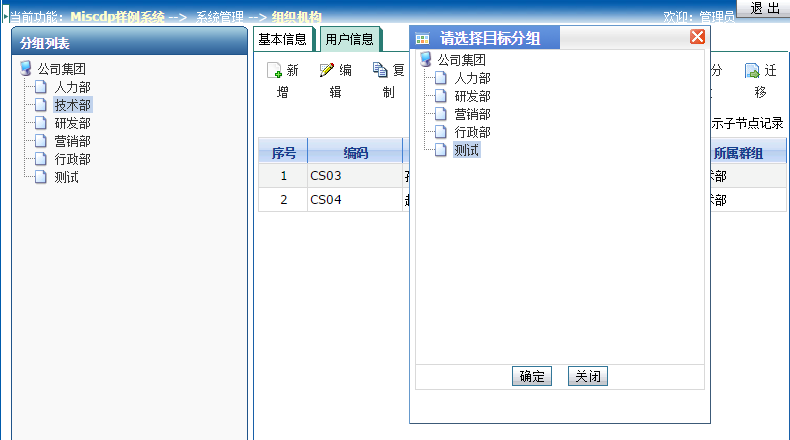 退 出
当前功能: Miscdp样例系统 --> 系统管理 --> 组织机构
欢迎: 管理员
分组列表
公司集团
人力部
技术部
研发部
营销部
行政部
测试
基本信息
用户信息
新增
编辑
复制
分
迁移
示子节点记录
序号 编码 所属群组
1 CS03 部
2 CS04 部
请选择目标分组
公司集团
人力部
研发部
营销部
行政部
测试
确定
关闭